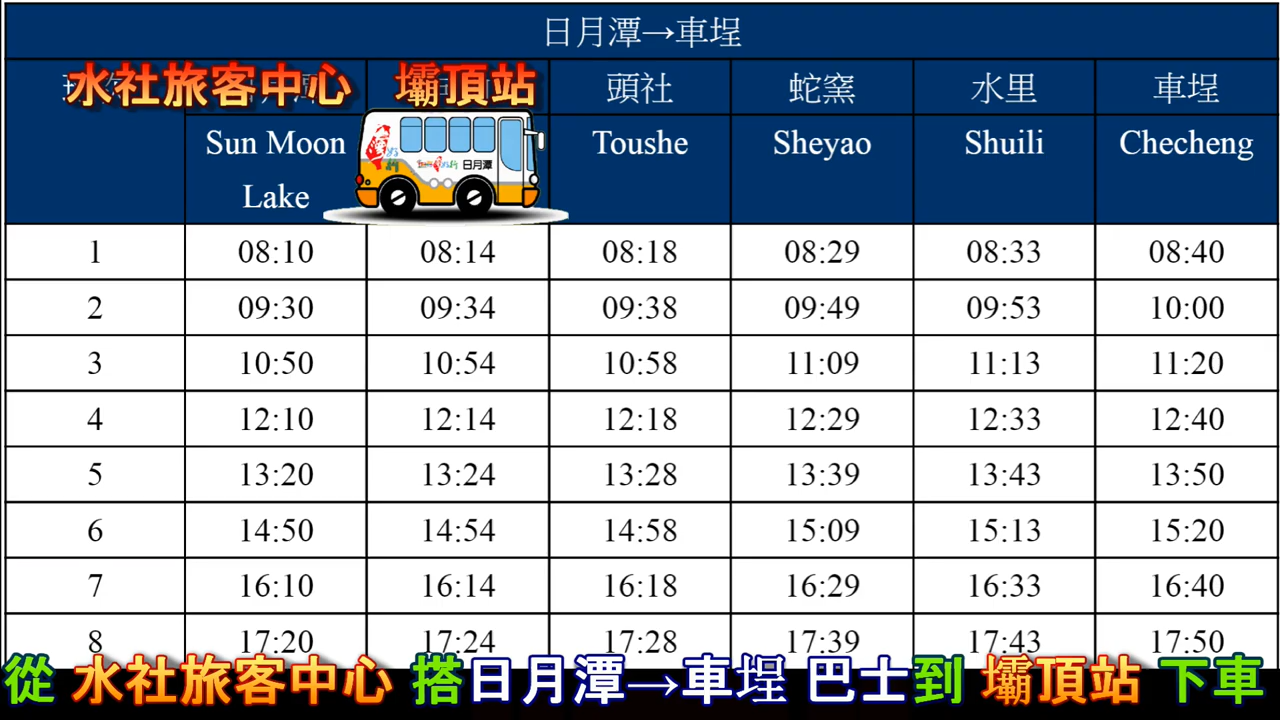 日月潭→車埕
水社旅客中心 壩頂站 頭社 蛇窯 水里 車埕
Sun Moon Lake Toushe Sheyao Shuili Checheng
日月潭
1 08:10 08:14 08:18 08:29 08:33 08:40
2 09:30 09:34 09:38 09:49 09:53 10:00
3 10:50 10:54 10:58 11:09 11:13 11:20
4 12:10 12:14 12:18 12:29 12:33 12:40
5 13:20 13:24 13:28 13:39 13:43 13:50
6 14:50 14:54 14:58 15:09 15:13 15:20
7 16:10 16:14 16:18 16:29 16:33 16:40
8 17:20 17:24 17:28 17:39 17:43 17:50
從 水社旅客中心 搭日月潭→車埕 巴士到 壩頂站 下車